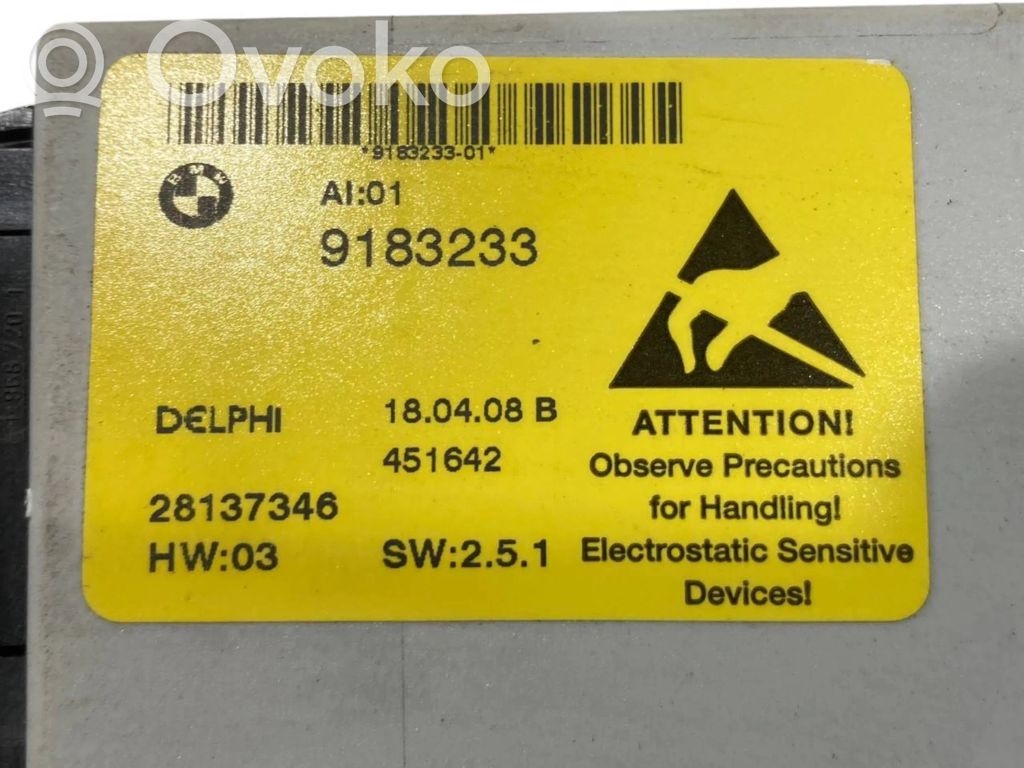 Ovoko
*9183233-01*
BMW
AI:01
9183233
DELPHI
18.04.08 B
451642
28137346
HW:03
SW:2.5.1
ATTENTION!
Observe Precautions
for Handling!
Electrostatic Sensitive
Devices!